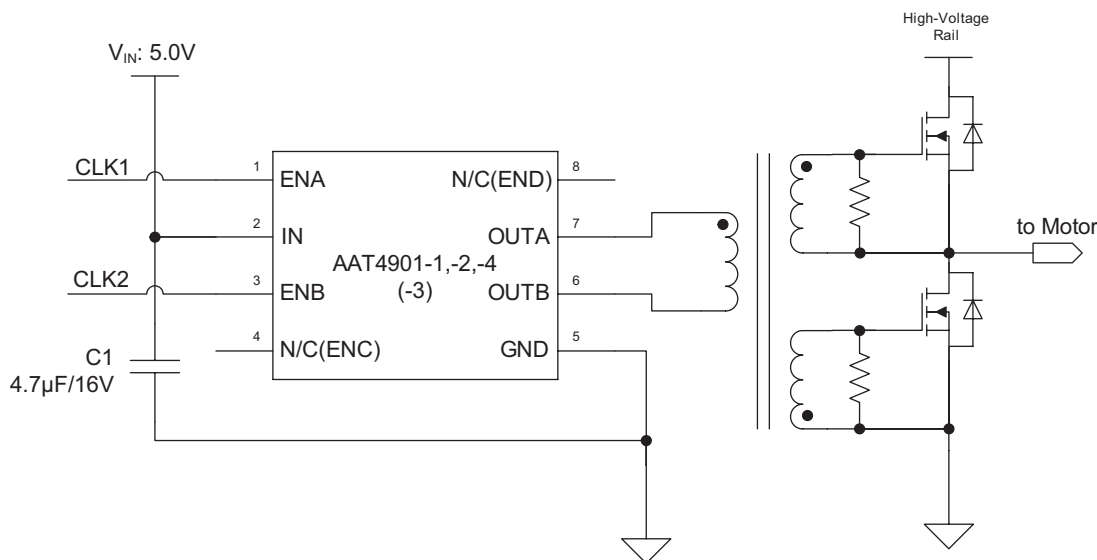 High-Voltage
Rail
V_IN: 5.0V
CLK1
1
ENA
N/C(END)
8
2
IN
OUTA
7
to Motor
AAT4901-1,-2,-4
(-3)
CLK2
3
ENB
OUTB
6
4
N/C(ENC)
GND
5
C1
4.7µF/16V